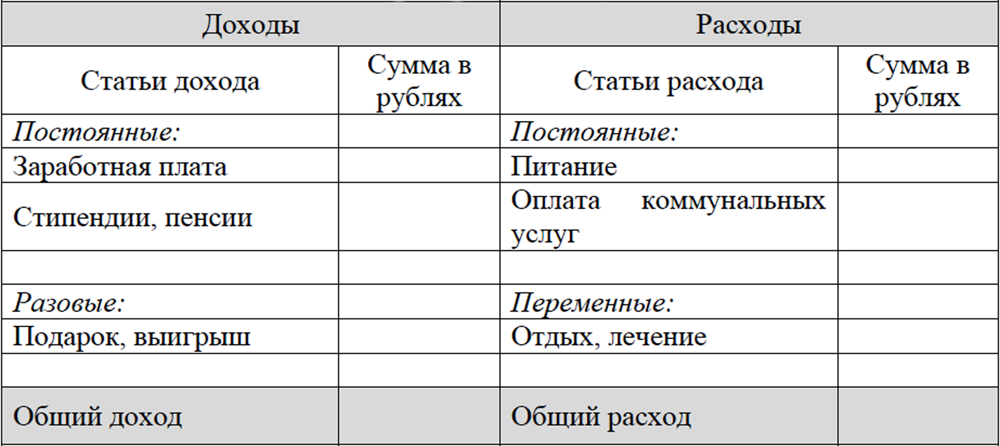 Доходы Расходы
Статьи дохода Сумма в рублях Статьи расхода Сумма в рублях
Постоянные: Постоянные:
Заработная плата Питание
Стипендии, пенсии Оплата коммунальных услуг
Разовые: Переменные:
Подарок, выигрыш Отдых, лечение
Общий доход Общий расход